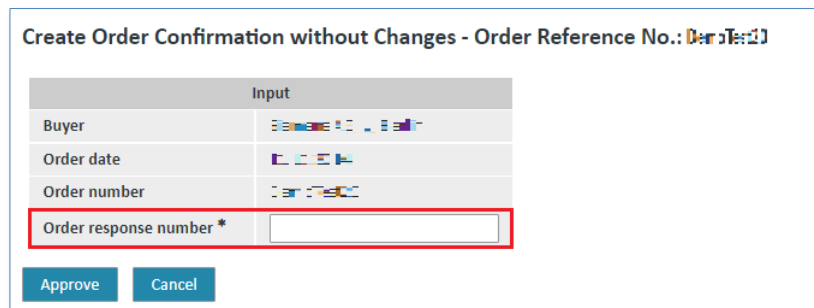 Create Order Confirmation without Changes - Order Reference No.:
Input
Buyer
Order date
Order number
Order response number *
Approve Cancel